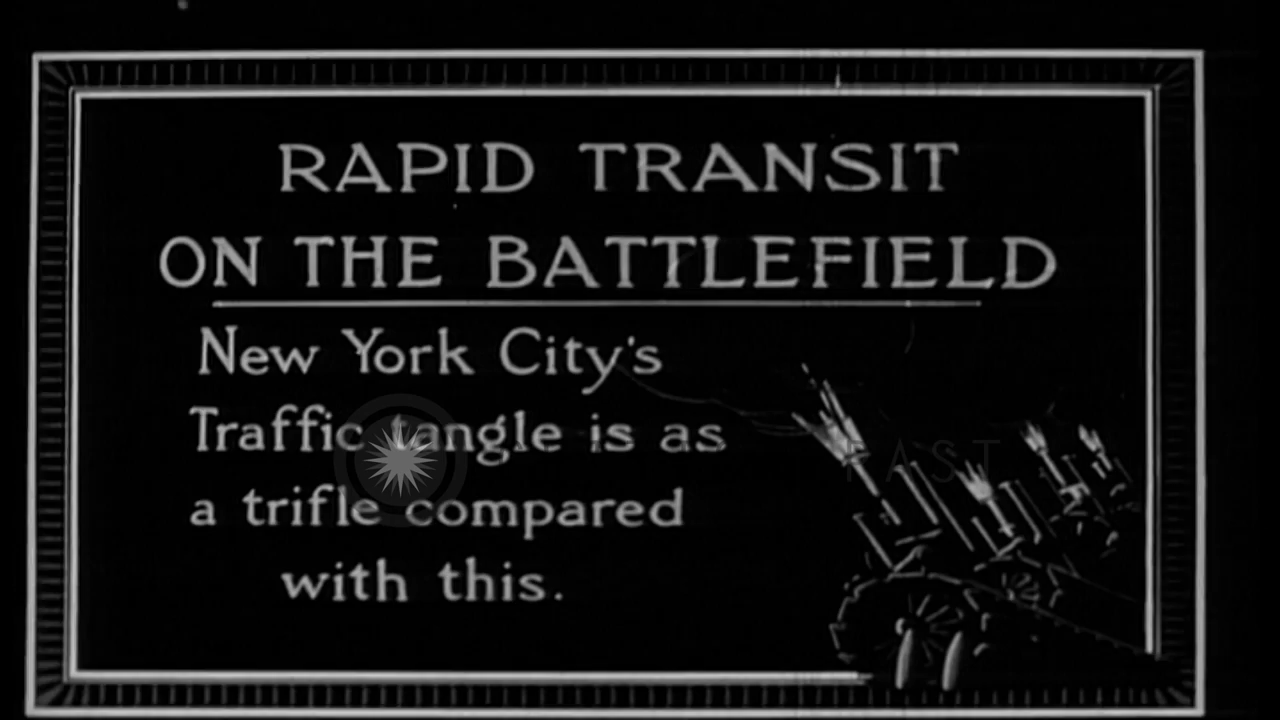 RAPID TRANSIT
ON THE BATTLEFIELD
New York City's
Traffic tangle is as
a trifle compared
with this.